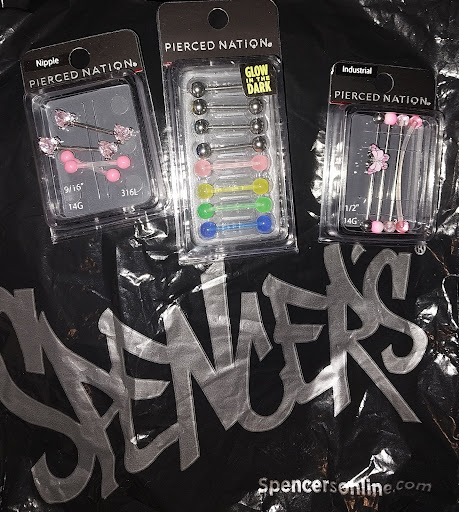 Nipple
PIERCED NATION
9/16"
14G
316L
PIERCED NATION
GLOW
IN THE
DARK
Industrial
PIERCED NATION
1/2"
14G
SPENCER'S®
Spencersonline.com